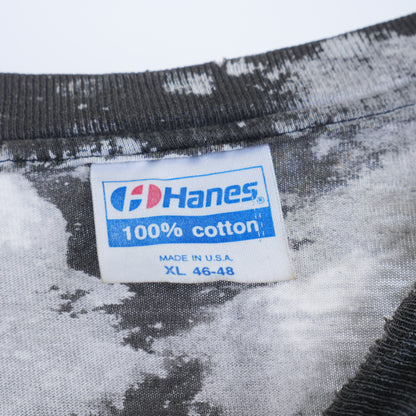 Hanes®
100% cotton
MADE IN U.S.A.
XL 46-48